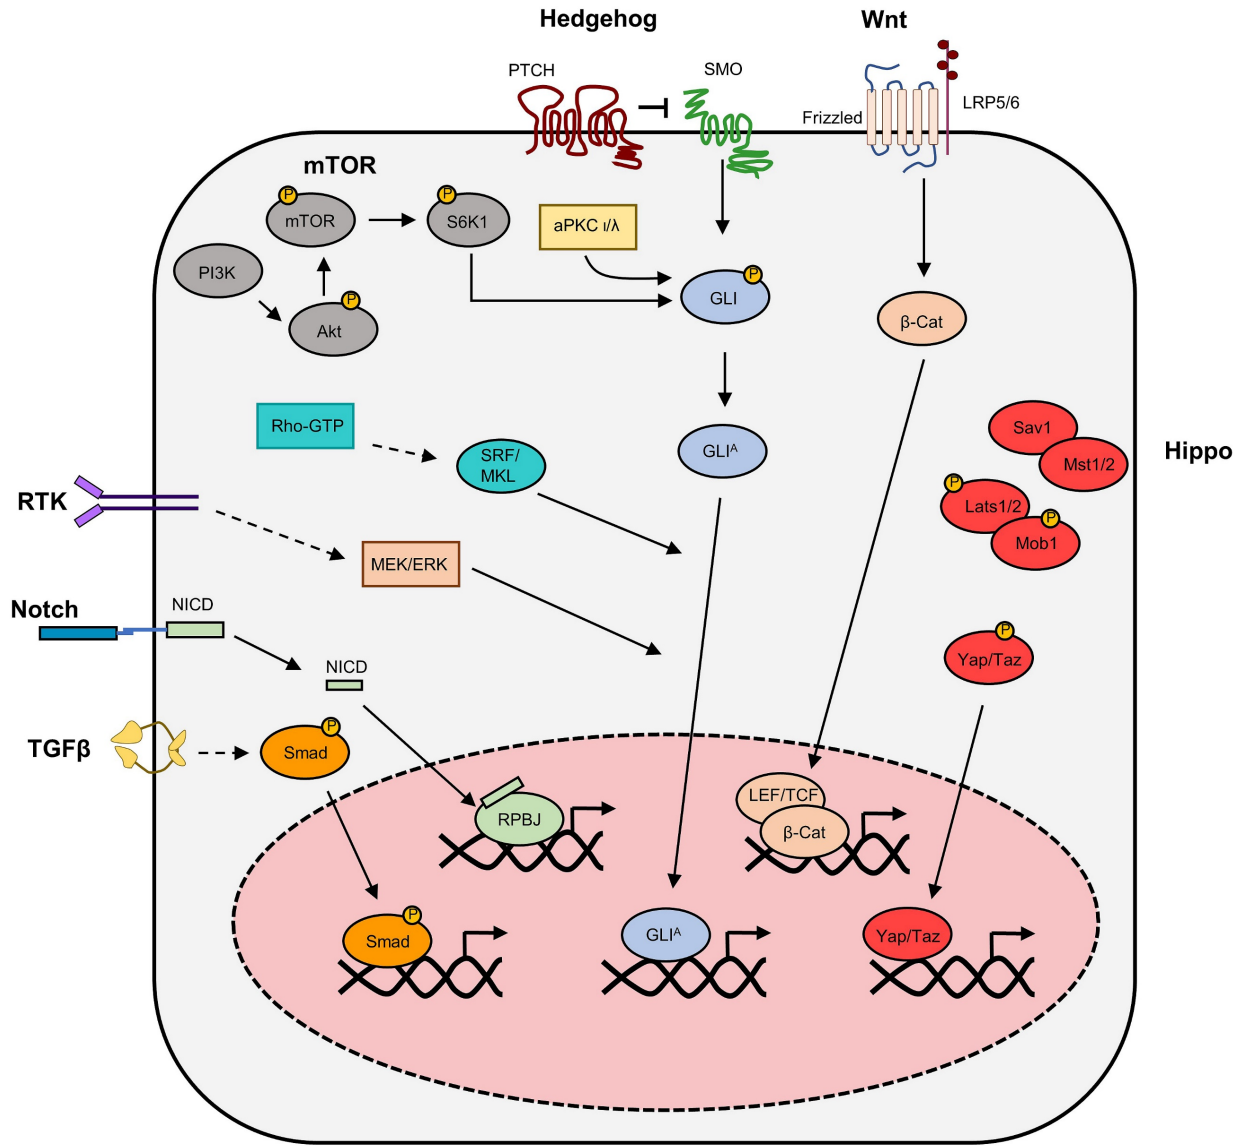 Hedgehog
Wnt
PTCH
SMO
Frizzled
LRP5/6
mTOR
P
mTOR
P
S6K1
aPKC ι/λ
PI3K
P
Akt
P
GLI
β-Cat
Rho-GTP
SRF/
MKL
GLIᴬ
Sav1
Mst1/2
Hippo
P
Lats1/2
P
Mob1
RTK
MEK/ERK
Notch
NICD
NICD
P
Yap/Taz
TGFβ
P
Smad
LEF/TCF
β-Cat
RPBJ
P
Smad
GLIᴬ
Yap/Taz